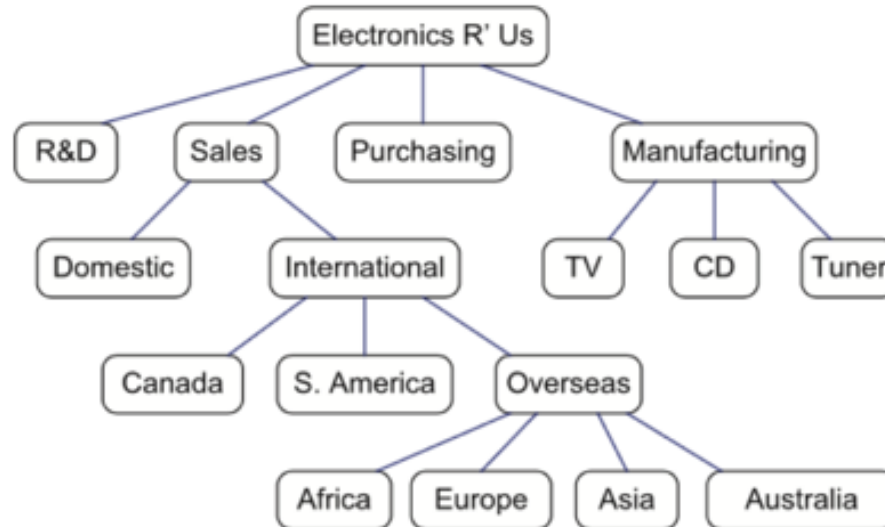 Electronics R' Us
R&D
Sales
Purchasing
Manufacturing
Domestic
International
TV
CD
Tuner
Canada
S. America
Overseas
Africa
Europe
Asia
Australia